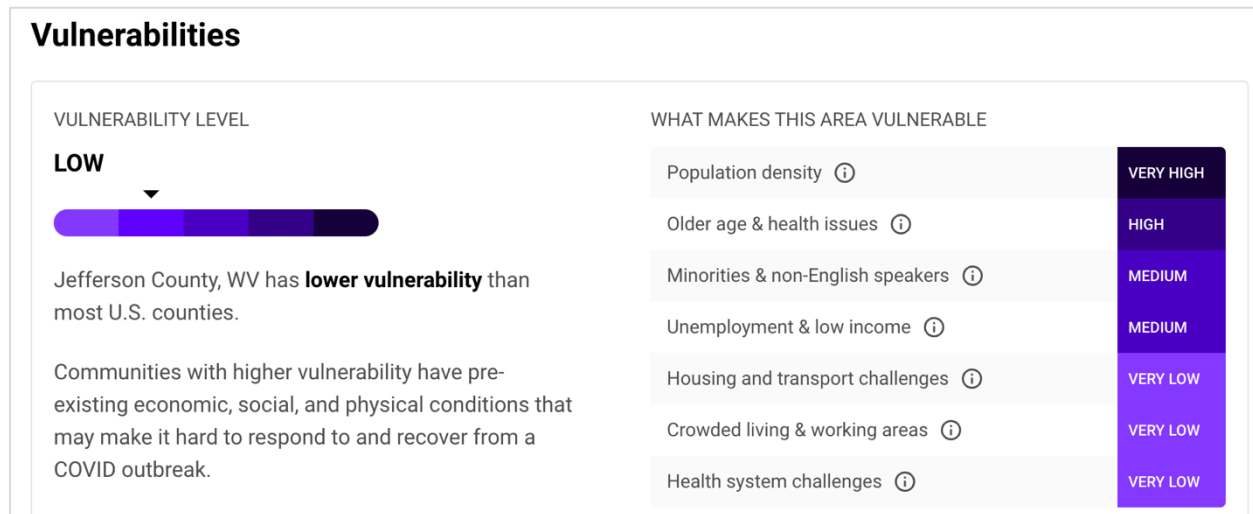 Vulnerabilities
VULNERABILITY LEVEL
LOW
Jefferson County, WV has lower vulnerability than
most U.S. counties.
Communities with higher vulnerability have pre-
existing economic, social, and physical conditions that
may make it hard to respond to and recover from a
COVID outbreak.
WHAT MAKES THIS AREA VULNERABLE
Population density VERY HIGH
Older age & health issues HIGH
Minorities & non-English speakers MEDIUM
Unemployment & low income MEDIUM
Housing and transport challenges VERY LOW
Crowded living & working areas VERY LOW
Health system challenges VERY LOW